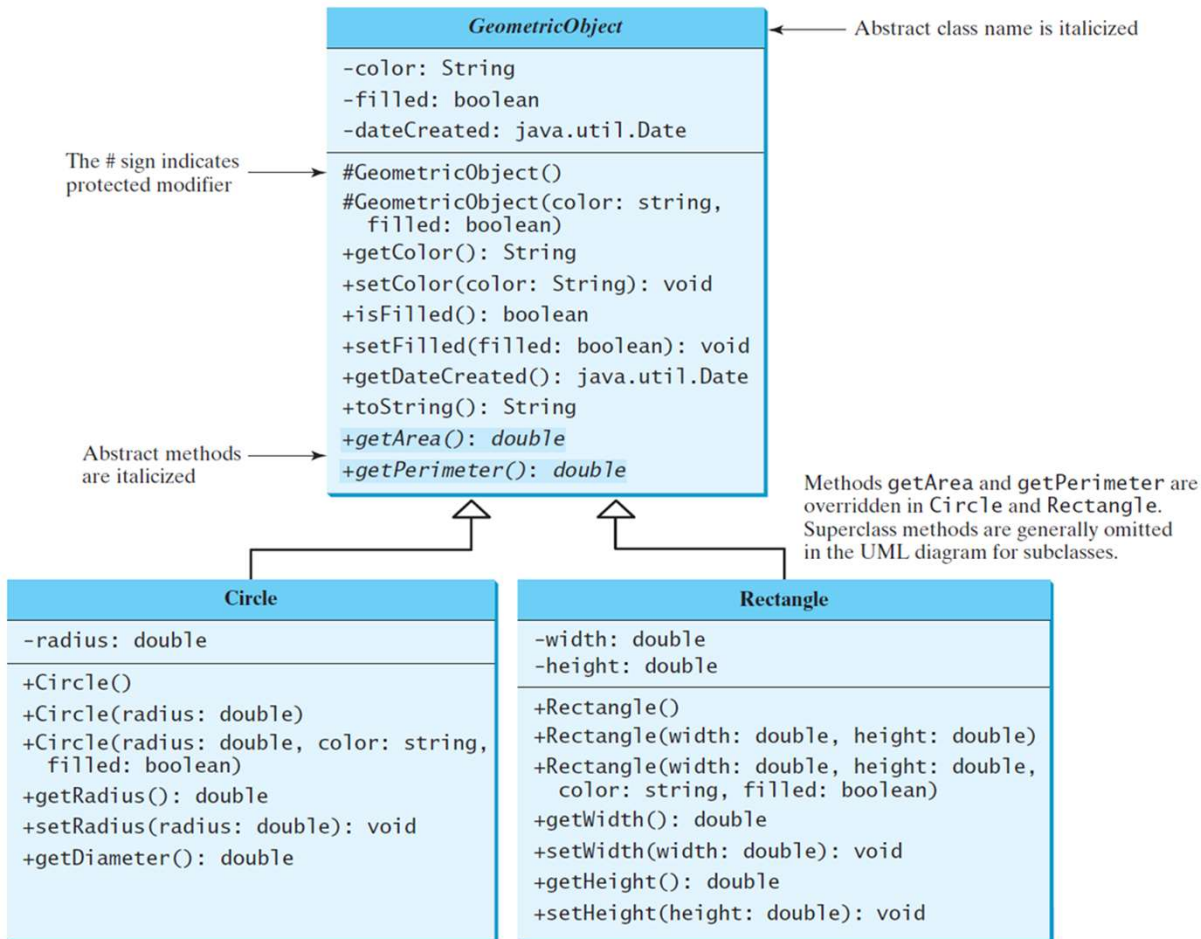 GeometricObject
Abstract class name is italicized
-color: String
-filled: boolean
-dateCreated: java.util.Date
The # sign indicates
protected modifier
#GeometricObject()
#GeometricObject(color: string,
filled: boolean)
+getColor(): String
+setColor(color: String): void
+isFilled(): boolean
+setFilled(filled: boolean): void
+getDateCreated(): java.util.Date
+toString(): String
+getArea(): double
+getPerimeter(): double
Abstract methods
are italicized
Methods getArea and getPerimeter are
overridden in Circle and Rectangle.
Superclass methods are generally omitted
in the UML diagram for subclasses.
Circle
-radius: double
+Circle()
+Circle(radius: double)
+Circle(radius: double, color: string,
filled: boolean)
+getRadius(): double
+setRadius(radius: double): void
+getDiameter(): double
Rectangle
-width: double
-height: double
+Rectangle()
+Rectangle(width: double, height: double)
+Rectangle(width: double, height: double,
color: string, filled: boolean)
+getWidth(): double
+setWidth(width: double): void
+getHeight(): double
+setHeight(height: double): void